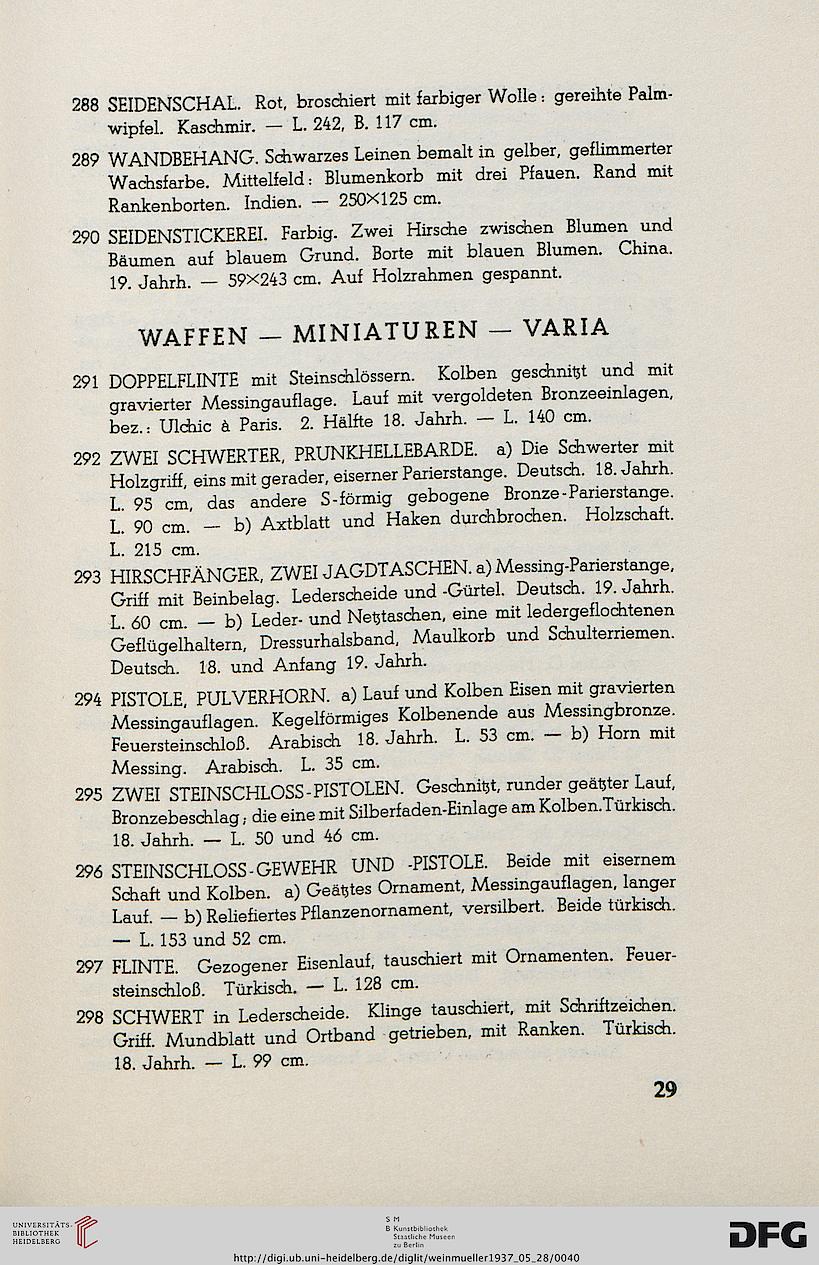 288 SEIDENSCHAL. Rot, broschiert mit farbiger Wolle: gereihte Palm-
wipfel. Kaschmir. — L. 242, B. 117 cm.
289 WANDBEHANG. Schwarzes Leinen bemalt in gelber, geflimmerter
Wachsfarbe. Mittelfeld: Blumenkorb mit drei Pfauen. Rand mit
Rankenborten. Indien. — 250×125 cm.
290 SEIDENSTICKEREI. Farbig. Zwei Hirsche zwischen Blumen und
Bäumen auf blauem Grund. Borte mit blauen Blumen. China.
19. Jahrh. — 59×243 cm. Auf Holzrahmen gespannt.
WAFFEN — MINIATUREN — VARIA
291 DOPPELFLINTE mit Steinschlössern. Kolben geschnitzt und mit
gravierter Messingauflage. Lauf mit vergoldeten Bronzeeinlagen,
bez.: Ulchic à Paris. 2. Hälfte 18. Jahrh. — L. 140 cm.
292 ZWEI SCHWERTER, PRUNKHELLEBARDE. a) Die Schwerter mit
Holzgriff, eins mit gerader, eiserner Parierstange. Deutsch. 18. Jahrh.
L. 95 cm, das andere S-förmig gebogene Bronze-Parierstange.
L. 90 cm. — b) Axtblatt und Haken durchbrochen. Holzschaft.
L. 215 cm.
293 HIRSCHFÄNGER, ZWEI JAGDTASCHEN. a) Messing-Parierstange,
Griff mit Beinbelag. Lederscheide und -Gürtel. Deutsch. 19. Jahrh.
L. 60 cm. — b) Leder- und Netztaschen, eine mit ledergeflochtenen
Geflügelhaltern, Dressurhalsband, Maulkorb und Schulterriemen.
Deutsch. 18. und Anfang 19. Jahrh.
294 PISTOLE, PULVERHORN. a) Lauf und Kolben Eisen mit gravierten
Messingauflagen. Kegelförmiges Kolbenende aus Messingbronze.
Feuersteinschloß. Arabisch 18. Jahrh. L. 53 cm. — b) Horn mit
Messing. Arabisch. L. 35 cm.
295 ZWEI STEINSCHLOSS-PISTOLEN. Geschnitzt, runder geätzter Lauf,
Bronzebeschlag; die eine mit Silberfaden-Einlage am Kolben.Türkisch.
18. Jahrh. — L. 50 und 46 cm.
296 STEINSCHLOSS-GEWEHR UND -PISTOLE. Beide mit eisernem
Schaft und Kolben. a) Geätztes Ornament, Messingauflagen, langer
Lauf. — b) Reliefiertes Pflanzenornament, versilbert. Beide türkisch.
— L. 153 und 52 cm.
297 FLINTE. Gezogener Eisenlauf, tauschiert mit Ornamenten. Feuer-
steinschloß. Türkisch. — L. 128 cm.
298 SCHWERT in Lederscheide. Klinge tauschiert, mit Schriftzeichen.
Griff. Mundblatt und Ortband getrieben, mit Ranken. Türkisch.
18. Jahrh. — L. 99 cm.
29
UNIVERSITÄTS-
BIBLIOTHEK
HEIDELBERG
S M
B Kunstbibliothek
Staatliche Museen
zu Berlin
DFG
http://digi.ub.uni-heidelberg.de/diglit/weinmueller1937_05_28/0040